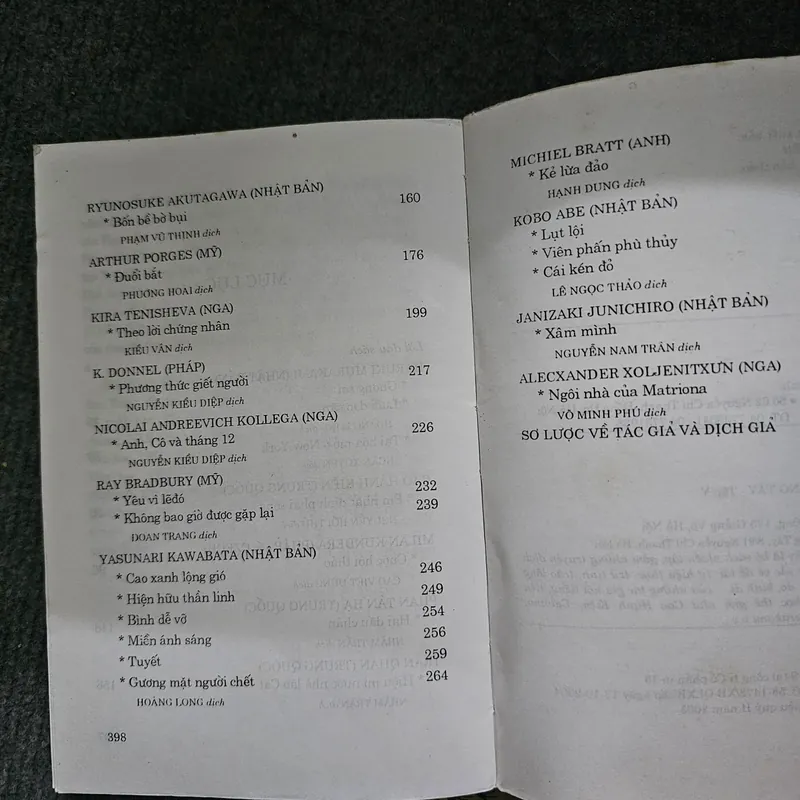 RYUNOSUKE AKUTAGAWA (NHẬT BẢN)
* Bốn bề bờ bụi 160
PHẠM VŨ THỊNH dịch
ARTHUR PORGES (MỸ)
* Đuổi bắt 176
PHƯƠNG HOÀI dịch
KIRA TENISHEVA (NGA)
* Theo lời chứng nhân 199
KIỀU VÂN dịch
K. DONNEL (PHÁP)
* Phương thức giết người 217
NGUYỄN KIỀU DIỆP dịch
NICOLAI ANDREEVICH KOLLEGA (NGA)
* Anh, Cô và tháng 12 226
NGUYỄN KIỀU DIỆP dịch
RAY BRADBURY (MỸ)
* Yêu vì lẽđó 232
* Không bao giờ được gặp lại 239
ĐOAN TRANG dịch
YASUNARI KAWABATA (NHẬT BẢN)
* Cao xanh lộng gió 246
* Hiện hữu thần linh 249
* Bình dễ vỡ 254
* Miền ánh sáng 256
* Tuyết 259
* Gương mặt người chết 264
HOÀNG LONG dịch
398
MICHIEL BRATT (ANH)
* Kẻ lừa đảo
HẠNH DUNG dịch
KOBO ABE (NHẬT BẢN)
* Lụt lội
* Viên phấn phù thủy
* Cái kén đỏ
LÊ NGỌC THẢO dịch
JANIZAKI JUNICHIRO (NHẬT BẢN)
* Xâm mình
NGUYỄN NAM TRÂN dịch
ALECXANDER XOLJENITXƯN (NGA)
* Ngôi nhà của Matriona
VÕ MINH PHÚ dịch
SƠ LƯỢC VỀ TÁC GIẢ VÀ DỊCH GIẢ